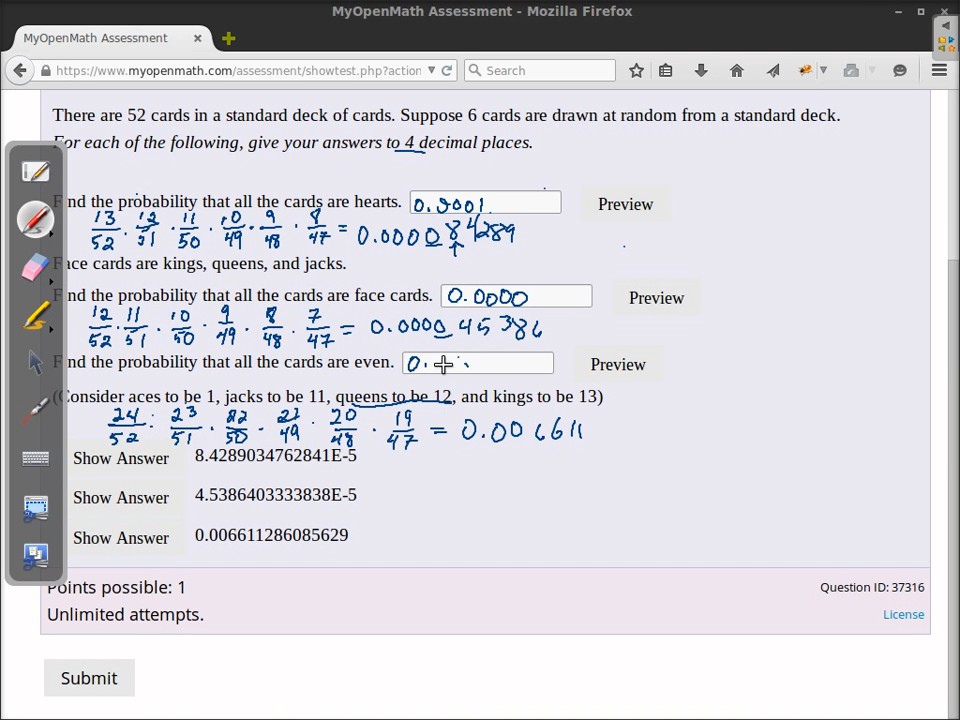 MyOpenMath Assessment - Mozilla Firefox
MyOpenMath Assessment
https://www.myopenmath.com/assessment/showtest.php?action
Search
There are 52 cards in a standard deck of cards. Suppose 6 cards are drawn at random from a standard deck.
For each of the following, give your answers to 4 decimal places.
ind the probability that all the cards are hearts. 0.0001 Preview
13/52 · 12/51 · 11/50 · 10/49 · 9/48 · 8/47 = 0.000084289
Face cards are kings, queens, and jacks.
ind the probability that all the cards are face cards. 0.0000 Preview
12/52 · 11/51 · 10/50 · 9/49 · 8/48 · 7/47 = 0.000045386
ind the probability that all the cards are even. 0. Preview
(Consider aces to be 1, jacks to be 11, queens to be 12, and kings to be 13)
24/52 · 23/51 · 22/50 · 21/49 · 20/48 · 19/47 = 0.006611
Show Answer 8.4289034762841E-5
Show Answer 4.5386403333838E-5
Show Answer 0.006611286085629
Points possible: 1
Question ID: 37316
Unlimited attempts.
License
Submit